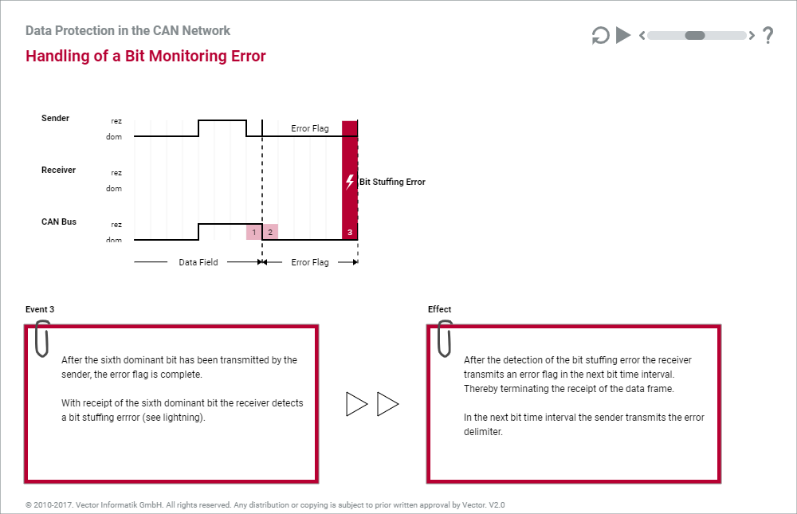 Data Protection in the CAN Network
Handling of a Bit Monitoring Error
?
Sender
rez
dom
Error Flag
Receiver
rez
dom
Bit Stuffing Error
CAN Bus
rez
dom
1
2
3
Data Field
Error Flag
Event 3
After the sixth dominant bit has been transmitted by the
sender, the error flag is complete.
With receipt of the sixth dominant bit the receiver detects
a bit stuffing errror (see lightning).
Effect
After the detection of the bit stuffing error the receiver
transmits an error flag in the next bit time interval.
Thereby terminating the receipt of the data frame.
In the next bit time interval the sender transmits the error
delimiter.
© 2010-2017. Vector Informatik GmbH. All rights reserved. Any distribution or copying is subject to prior written approval by Vector. V2.0